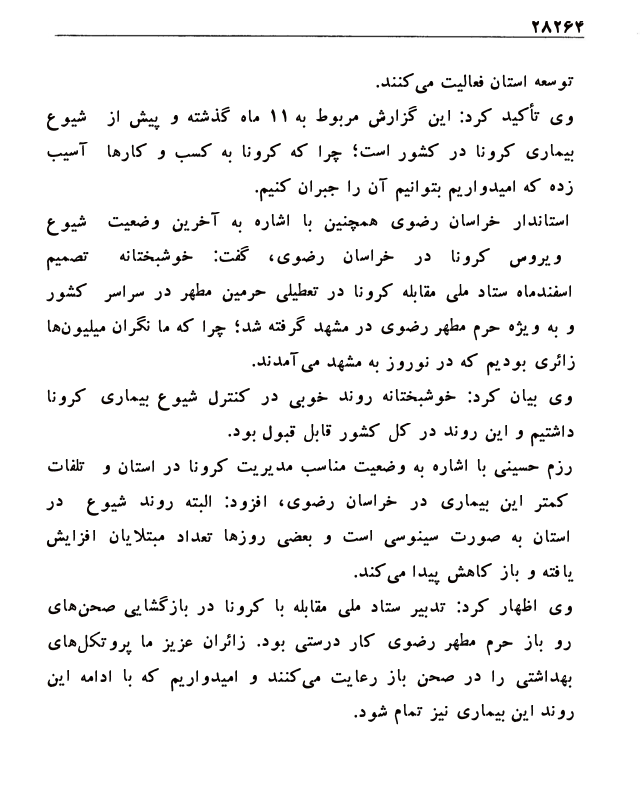 ۲۸۲۶۴
توسعه استان فعالیت می‌کنند.
وی تأکید کرد: این گزارش مربوط به ۱۱ ماه گذشته و پیش از شیوع
بیماری کرونا در کشور است؛ چرا که کرونا به کسب و کارها آسیب
زده که امیدواریم بتوانیم آن را جبران کنیم.
استاندار خراسان رضوی همچنین با اشاره به آخرین وضعیت شیوع
ویروس کرونا در خراسان رضوی، گفت: خوشبختانه تصمیم
اسفندماه ستاد ملی مقابله کرونا در تعطیلی حرمین مطهر در سراسر کشور
و به ویژه حرم مطهر رضوی در مشهد گرفته شد؛ چرا که ما نگران میلیون‌ها
زائری بودیم که در نوروز به مشهد می‌آمدند.
وی بیان کرد: خوشبختانه روند خوبی در کنترل شیوع بیماری کرونا
داشتیم و این روند در کل کشور قابل قبول بود.
رزم حسینی با اشاره به وضعیت مناسب مدیریت کرونا در استان و تلفات
کمتر این بیماری در خراسان رضوی، افزود: البته روند شیوع در
استان به صورت سینوسی است و بعضی روزها تعداد مبتلایان افزایش
یافته و باز کاهش پیدا می‌کند.
وی اظهار کرد: تدبیر ستاد ملی مقابله با کرونا در بازگشایی صحن‌های
رو باز حرم مطهر رضوی کار درستی بود. زائران عزیز ما پروتکل‌های
بهداشتی را در صحن باز رعایت می‌کنند و امیدواریم که با ادامه این
روند این بیماری نیز تمام شود.